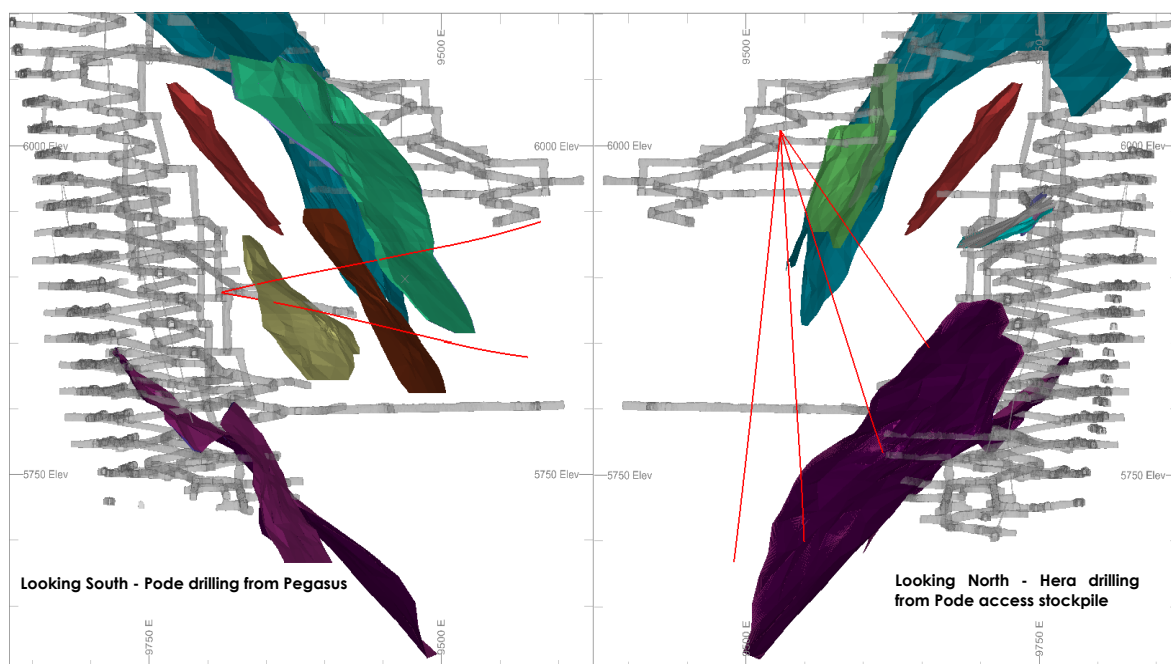 9500 E
9500 E
6000 Elev
6000 Elev
6000 Elev
6000 Elev
5750 Elev
5750 Elev
5750 Elev
5750 Elev
Looking South - Pode drilling from Pegasus
Looking North - Hera drilling
from Pode access stockpile
9750 E
9500 E
9500 E
9750 E